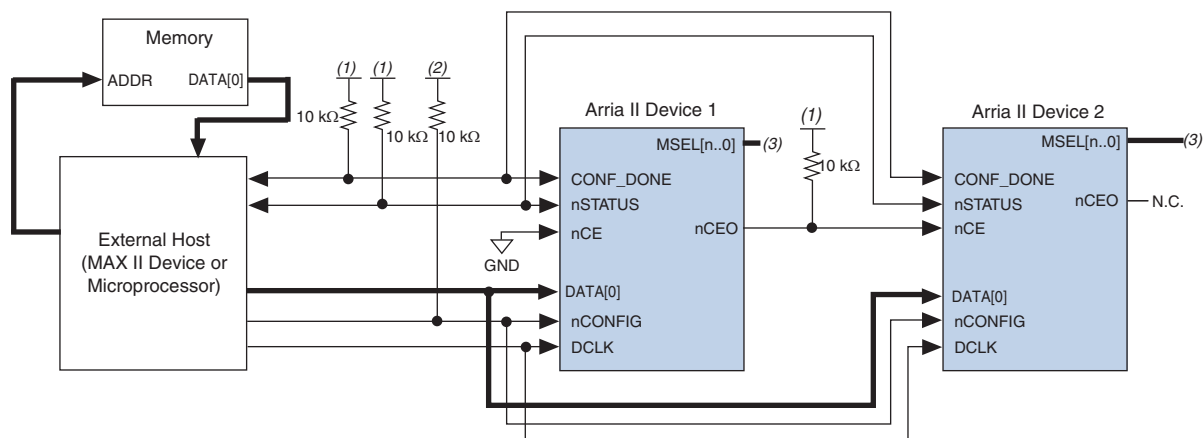 Memory
ADDR
DATA[0]
(1)
(1)
(2)
10 kΩ
10 kΩ
10 kΩ
External Host
(MAX II Device or
Microprocessor)
Arria II Device 1
MSEL[n..0]
(3)
CONF_DONE
nSTATUS
nCE
nCEO
GND
DATA[0]
nCONFIG
DCLK
(1)
10 kΩ
Arria II Device 2
MSEL[n..0]
(3)
CONF_DONE
nSTATUS
nCEO
N.C.
nCE
DATA[0]
nCONFIG
DCLK